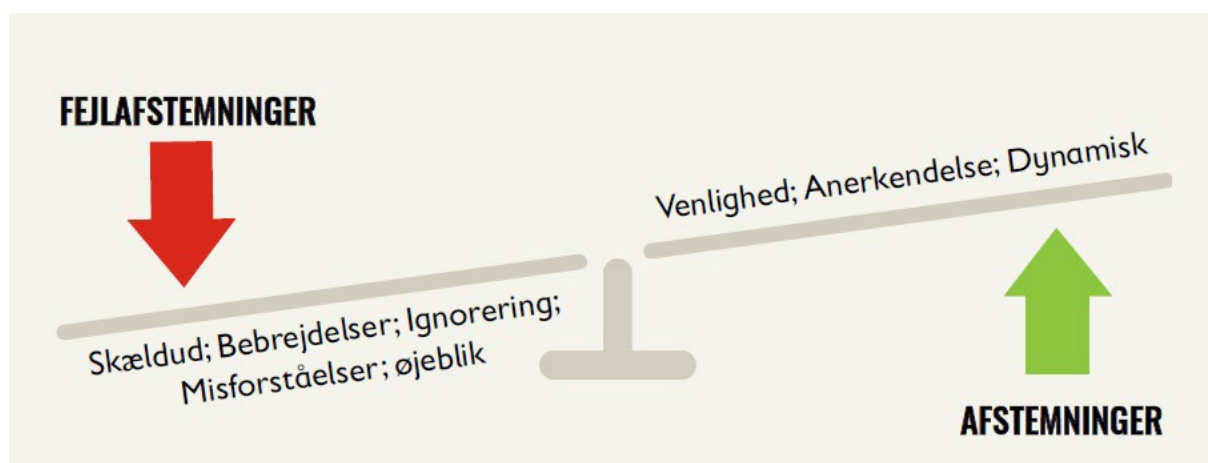 FEJLAFSTEMNINGER
Venlighed; Anerkendelse; Dynamisk
Skældud; Bebrejdelser; Ignorering;
Misforståelser; øjeblik
AFSTEMNINGER